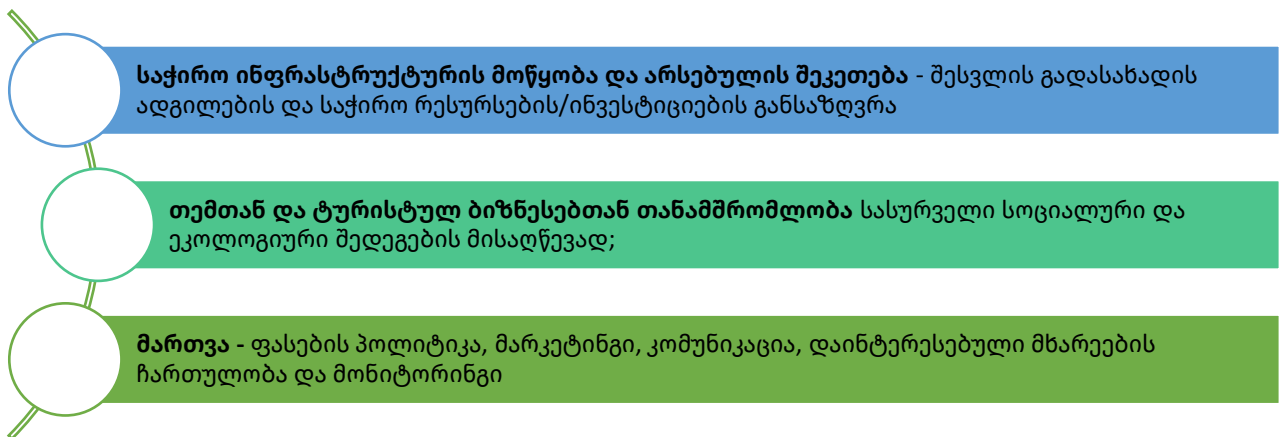 საჭირო ინფრასტრუქტურის მოწყობა და არსებულის შეკეთება - შესვლის გადასახადის
ადგილების და საჭირო რესურსების/ინვესტიციების განსაზღვრა
თემთან და ტურისტულ ბიზნესებთან თანამშრომლობა სასურველი სოციალური და
ეკოლოგიური შედეგების მისაღწევად;
მართვა - ფასების პოლიტიკა, მარკეტინგი, კომუნიკაცია, დაინტერესებული მხარეების
ჩართულობა და მონიტორინგი